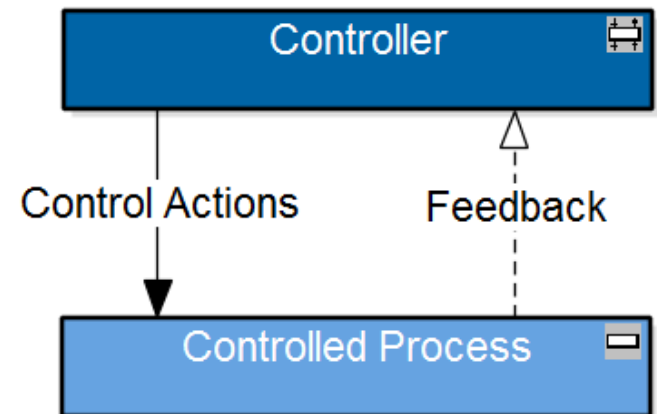 Controller
Control Actions
Feedback
Controlled Process